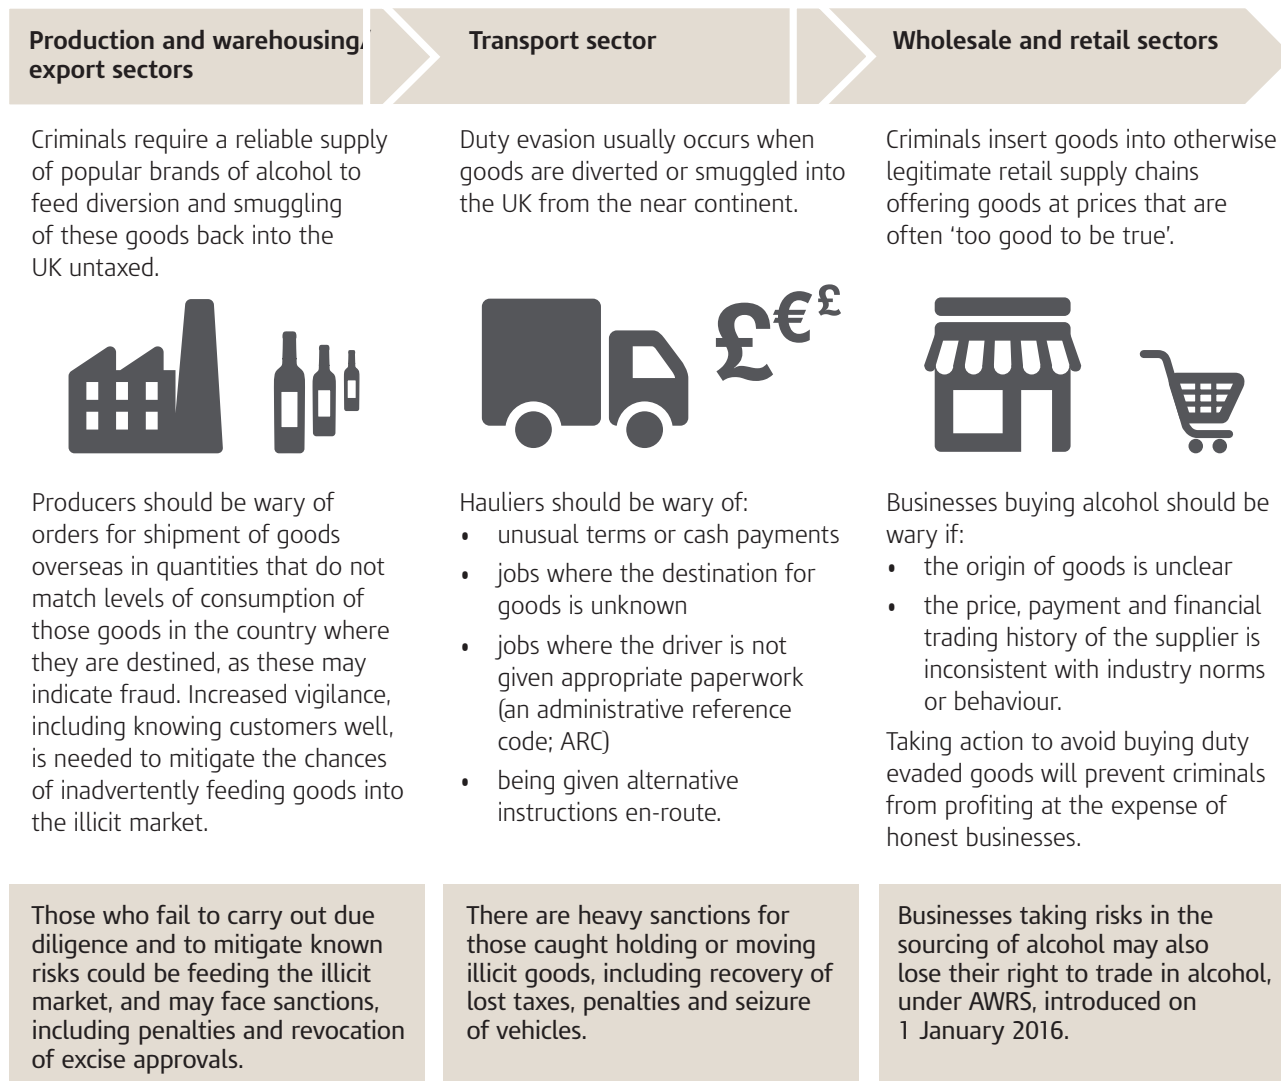 Production and warehousing/
export sectors
Transport sector
Wholesale and retail sectors
Criminals require a reliable supply
of popular brands of alcohol to
feed diversion and smuggling
of these goods back into the
UK untaxed.
Duty evasion usually occurs when
goods are diverted or smuggled into
the UK from the near continent.
Criminals insert goods into otherwise
legitimate retail supply chains
offering goods at prices that are
often ‘too good to be true’.
£€£
Producers should be wary of
orders for shipment of goods
overseas in quantities that do not
match levels of consumption of
those goods in the country where
they are destined, as these may
indicate fraud. Increased vigilance,
including knowing customers well,
is needed to mitigate the chances
of inadvertently feeding goods into
the illicit market.
Hauliers should be wary of:
• unusual terms or cash payments
• jobs where the destination for
goods is unknown
• jobs where the driver is not
given appropriate paperwork
(an administrative reference
code; ARC)
• being given alternative
instructions en-route.
Businesses buying alcohol should be
wary if:
• the origin of goods is unclear
• the price, payment and financial
trading history of the supplier is
inconsistent with industry norms
or behaviour.
Taking action to avoid buying duty
evaded goods will prevent criminals
from profiting at the expense of
honest businesses.
Those who fail to carry out due
diligence and to mitigate known
risks could be feeding the illicit
market, and may face sanctions,
including penalties and revocation
of excise approvals.
There are heavy sanctions for
those caught holding or moving
illicit goods, including recovery of
lost taxes, penalties and seizure
of vehicles.
Businesses taking risks in the
sourcing of alcohol may also
lose their right to trade in alcohol,
under AWRS, introduced on
1 January 2016.